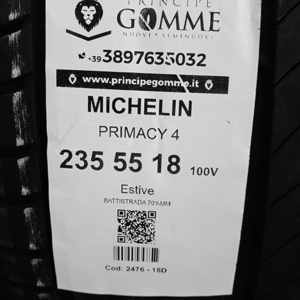 PRINCIPE
GOMME
NUOVE E SEMINUOVE
+39 3897635032
www.principegomme.it
MICHELIN
PRIMACY 4
235 55 18 100V
Estive
BATTISTRADA 70%MM
Cod: 2476 - 18D